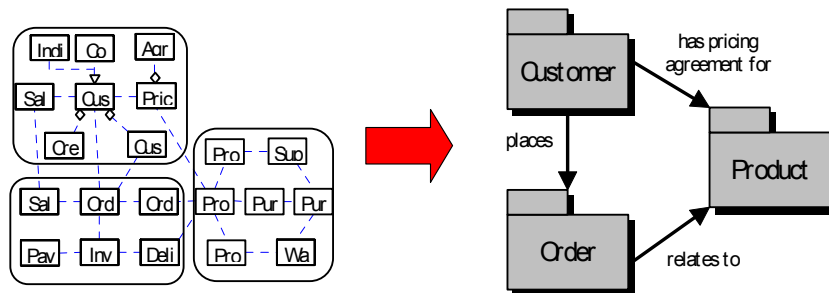 Indi
Co
Agr
Sal
Cus
Pric
Cre
Cus
Pro
Sup
Sal
Ord
Ord
Pro
Pur
Pur
Pay
Inv
Deli
Pro
Wa
Customer
has pricing
agreement for
places
Product
Order
relates to